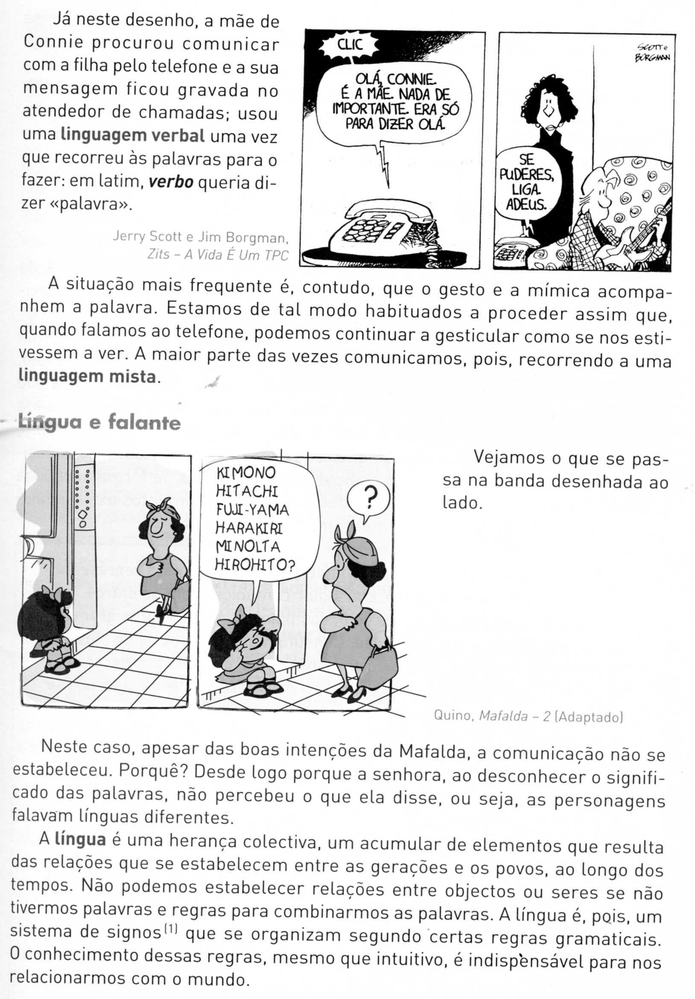 Já neste desenho, a mãe de
Connie procurou comunicar
com a filha pelo telefone e a sua
mensagem ficou gravada no
atendedor de chamadas; usou
uma linguagem verbal uma vez
que recorreu às palavras para o
fazer: em latim, verbo queria di-
zer «palavra».
Jerry Scott e Jim Borgman,
Zits – A Vida É Um TPC
CLIC
OLÁ, CONNIE.
É A MÃE. NADA DE
IMPORTANTE. ERA SÓ
PARA DIZER OLÁ.
SCOTT e
BORGMAN
SE
PUDERES,
LIGA.
ADEUS.
A situação mais frequente é, contudo, que o gesto e a mímica acompa-
nhem a palavra. Estamos de tal modo habituados a proceder assim que,
quando falamos ao telefone, podemos continuar a gesticular como se nos esti-
vessem a ver. A maior parte das vezes comunicamos, pois, recorrendo a uma
linguagem mista.
Língua e falante
KIMONO
HITACHI
FUJI-YAMA
HARAKIRI
MINOLTA
HIROHITO?
?
Vejamos o que se pas-
sa na banda desenhada ao
lado.
Quino, Mafalda – 2 (Adaptado)
Neste caso, apesar das boas intenções da Mafalda, a comunicação não se
estabeleceu. Porquê? Desde logo porque a senhora, ao desconhecer o signifi-
cado das palavras, não percebeu o que ela disse, ou seja, as personagens
falavam línguas diferentes.
A língua é uma herança colectiva, um acumular de elementos que resulta
das relações que se estabelecem entre as gerações e os povos, ao longo dos
tempos. Não podemos estabelecer relações entre objectos ou seres se não
tivermos palavras e regras para combinarmos as palavras. A língua é, pois, um
sistema de signos(1) que se organizam segundo certas regras gramaticais.
O conhecimento dessas regras, mesmo que intuitivo, é indispensável para nos
relacionarmos com o mundo.